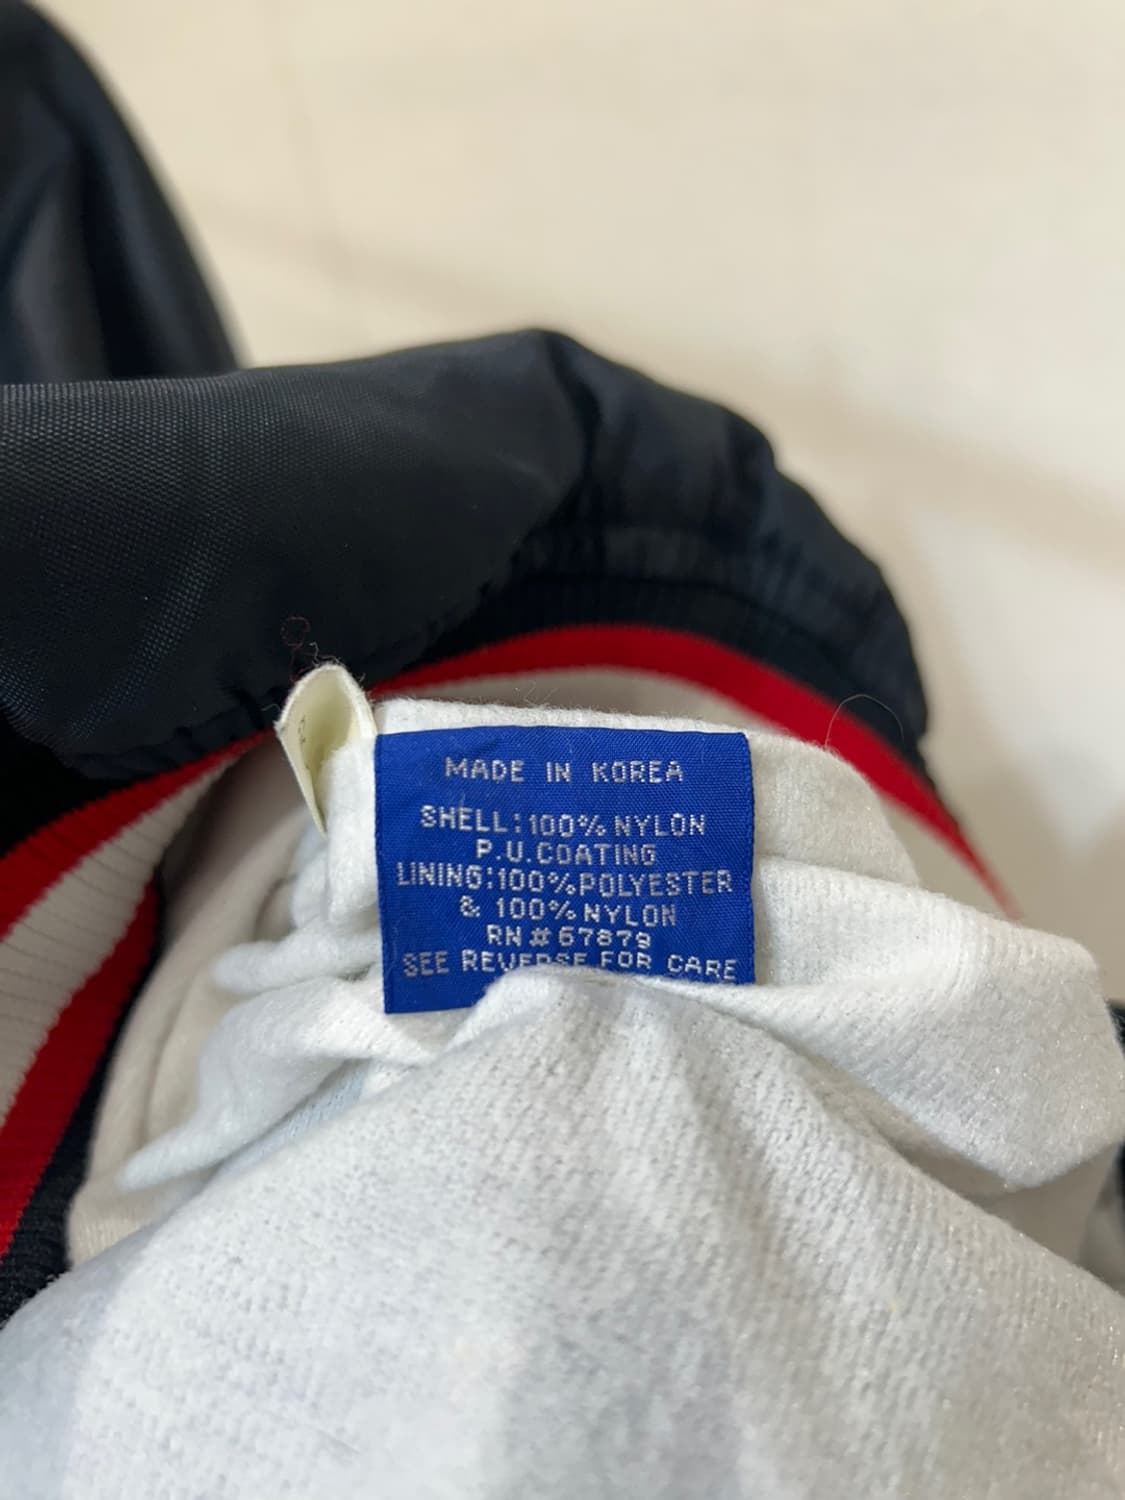 MADE IN KOREA
SHELL:100% NYLON
P.U.COATING
LINING:100%POLYESTER
& 100%NYLON
RN#67879
SEE REVERSE FOR CARE